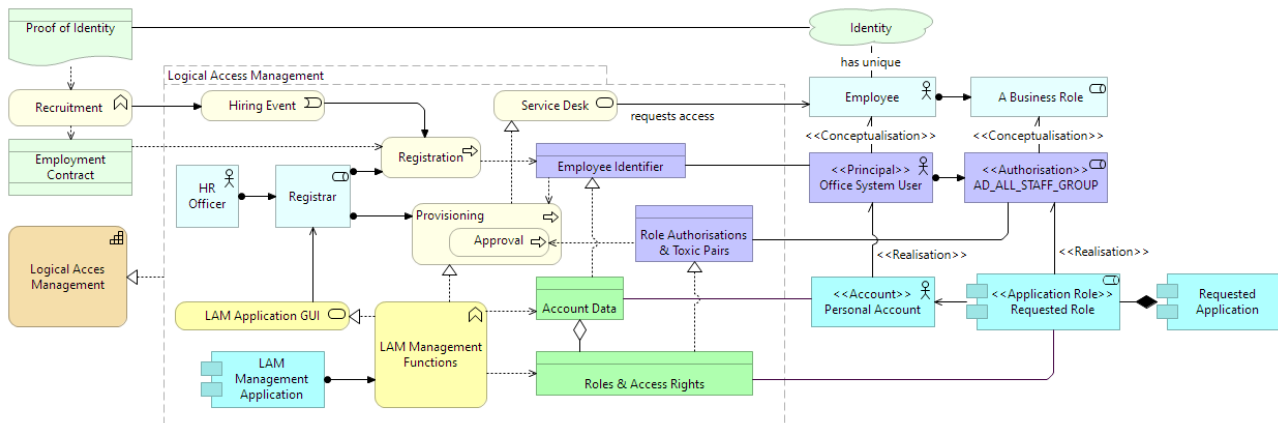 Proof of Identity
Identity
has unique
Logical Access Management
Recruitment
Hiring Event
Service Desk
requests access
Employee
A Business Role
<<Conceptualisation>>
<<Conceptualisation>>
Employment
Contract
Registration
Employee Identifier
<<Principal>>
Office System User
<<Authorisation>>
AD_ALL_STAFF_GROUP
HR
Officer
Registrar
Provisioning
Approval
Role Authorisations
& Toxic Pairs
Logical Acces
Management
<<Realisation>>
<<Realisation>>
LAM Application GUI
Account Data
<<Account>>
Personal Account
<<Application Role>>
Requested Role
Requested
Application
LAM Management
Functions
LAM
Management
Application
Roles & Access Rights